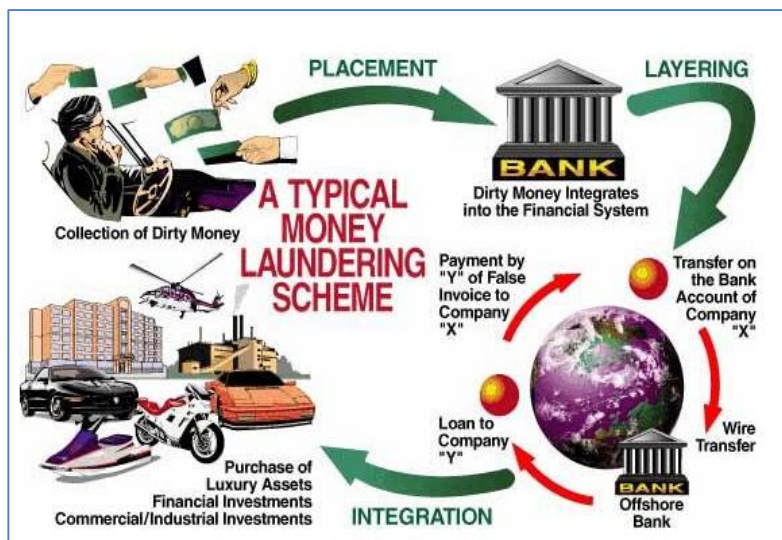 PLACEMENT
LAYERING
BANK
Dirty Money Integrates
into the Financial System
Collection of Dirty Money
A TYPICAL
MONEY
LAUNDERING
SCHEME
Payment by
"Y" of False
Invoice to
Company
"X"
Transfer on
the Bank
Account of
Company
"X"
Loan to
Company
"Y"
Wire
Transfer
BANK
Offshore
Bank
Purchase of
Luxury Assets
Financial Investments
Commercial/Industrial Investments
INTEGRATION